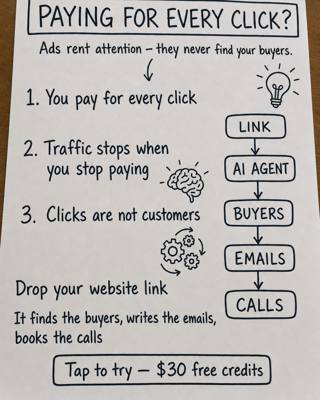 PAYING FOR EVERY CLICK?
Ads rent attention – they never find your buyers.
1. You pay for every click
2. Traffic stops when
you stop paying
3. Clicks are not customers
LINK
AI AGENT
BUYERS
EMAILS
CALLS
Drop your website link
It finds the buyers, writes the emails,
books the calls
Tap to try — $30 free credits